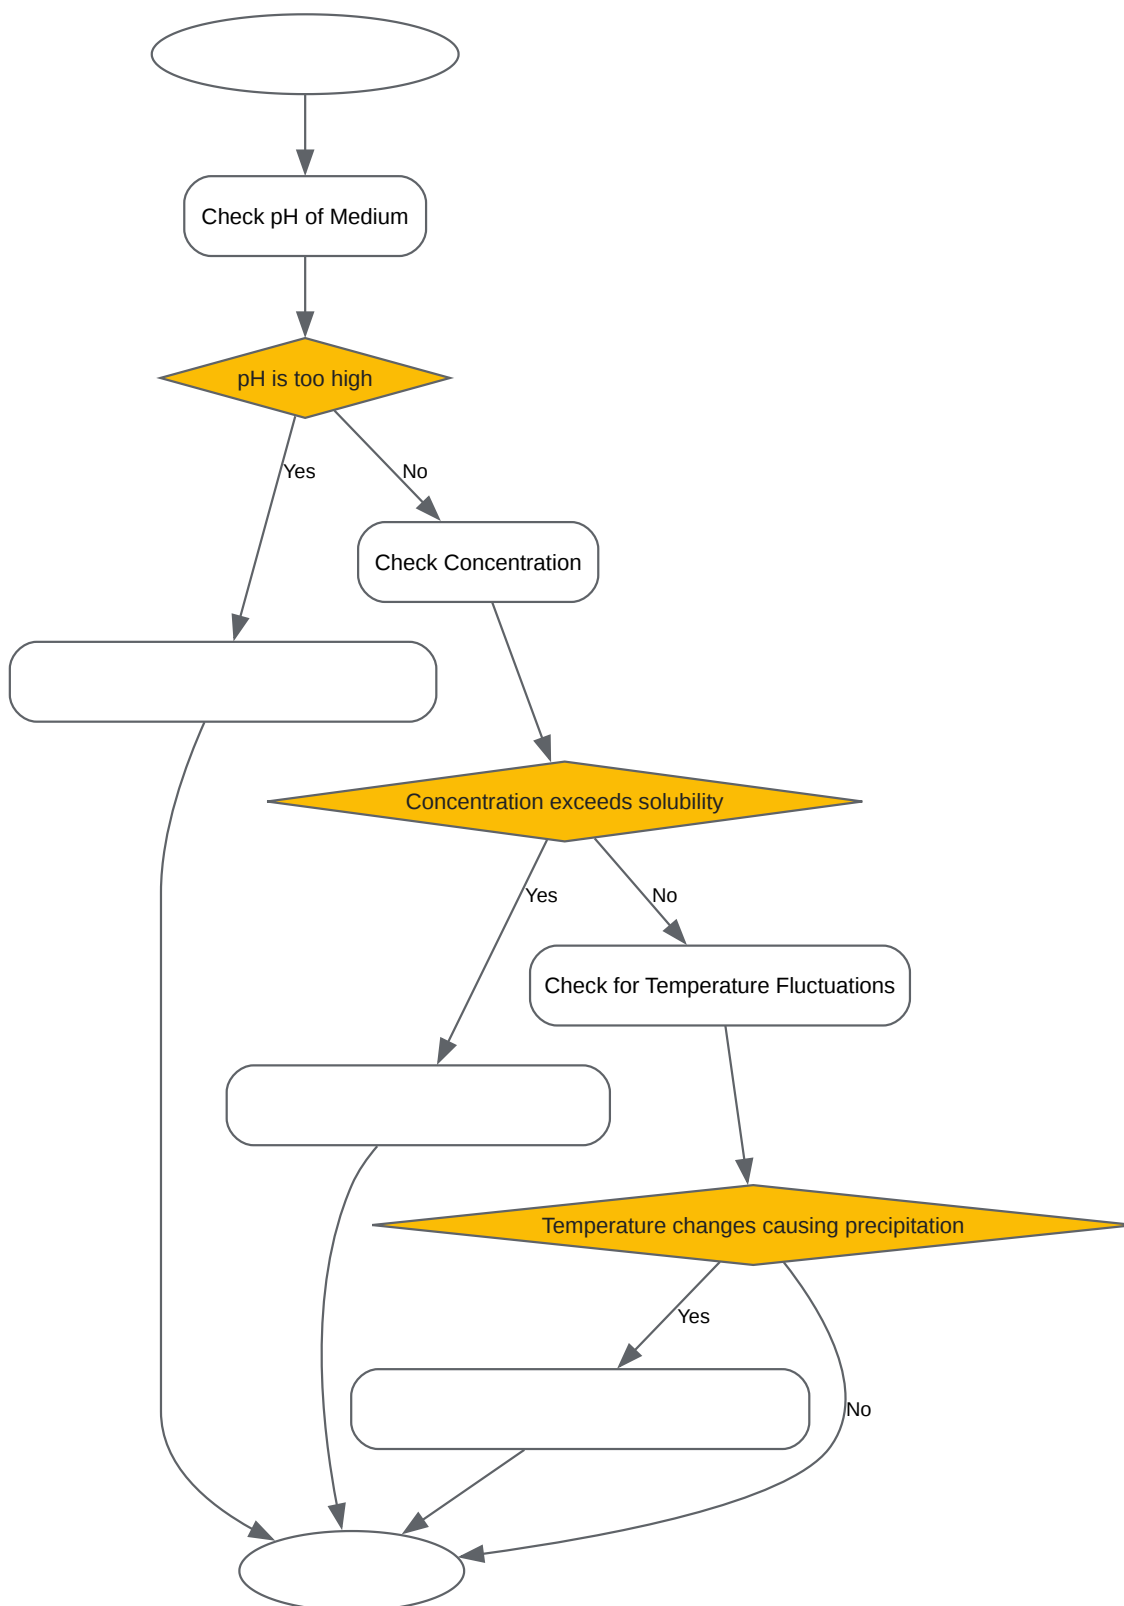 Check pH of Medium
pH is too high
Yes
No
Check Concentration
Concentration exceeds solubility
Yes
No
Check for Temperature Fluctuations
Temperature changes causing precipitation
Yes
No